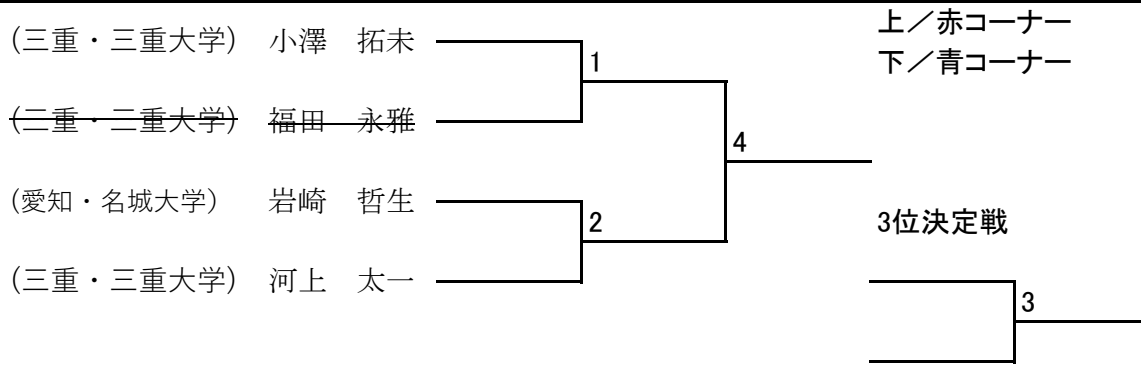 上／赤コーナー
下／青コーナー
(三重・三重大学) 小澤 拓未
1
(三重・三重大学) 福田 永雅
4
(愛知・名城大学) 岩崎 哲生
2
3位決定戦
(三重・三重大学) 河上 太一
3